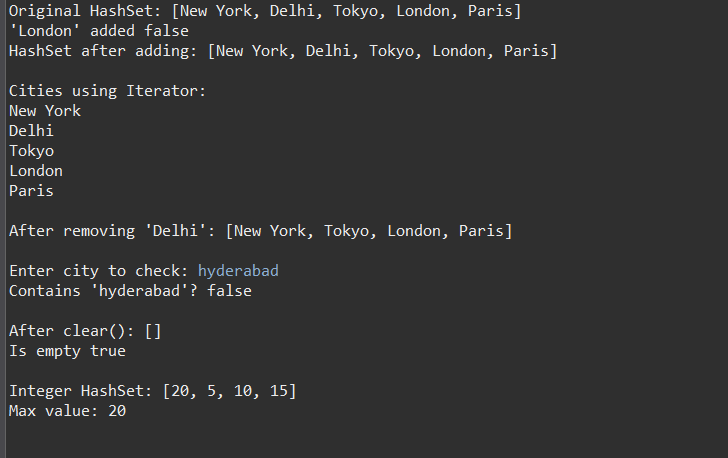 Original HashSet: [New York, Delhi, Tokyo, London, Paris]
'London' added false
HashSet after adding: [New York, Delhi, Tokyo, London, Paris]
Cities using Iterator:
New York
Delhi
Tokyo
London
Paris
After removing 'Delhi': [New York, Tokyo, London, Paris]
Enter city to check: hyderabad
Contains 'hyderabad'? false
After clear(): []
Is empty true
Integer HashSet: [20, 5, 10, 15]
Max value: 20